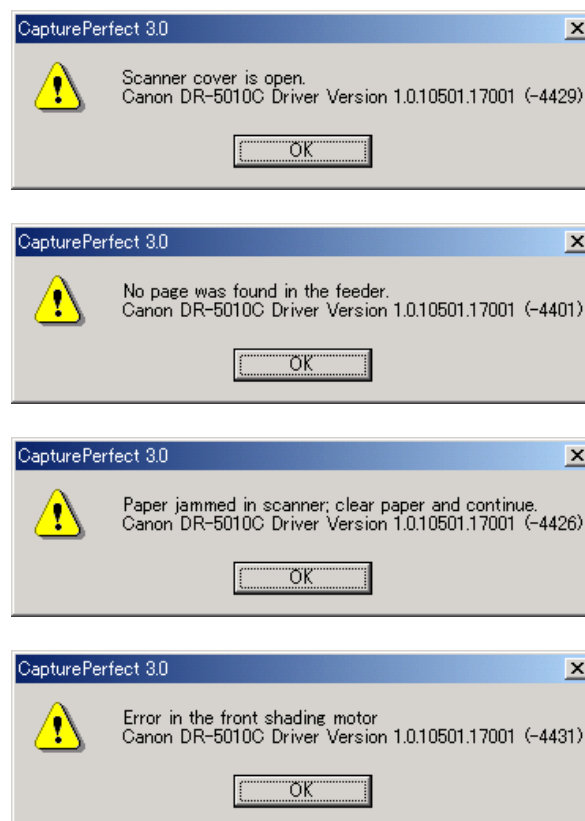 CapturePerfect 3.0
Scanner cover is open.
Canon DR-5010C Driver Version 1.0.10501.17001 (-4429)
OK
CapturePerfect 3.0
No page was found in the feeder.
Canon DR-5010C Driver Version 1.0.10501.17001 (-4401)
OK
CapturePerfect 3.0
Paper jammed in scanner; clear paper and continue.
Canon DR-5010C Driver Version 1.0.10501.17001 (-4426)
OK
CapturePerfect 3.0
Error in the front shading motor
Canon DR-5010C Driver Version 1.0.10501.17001 (-4431)
OK